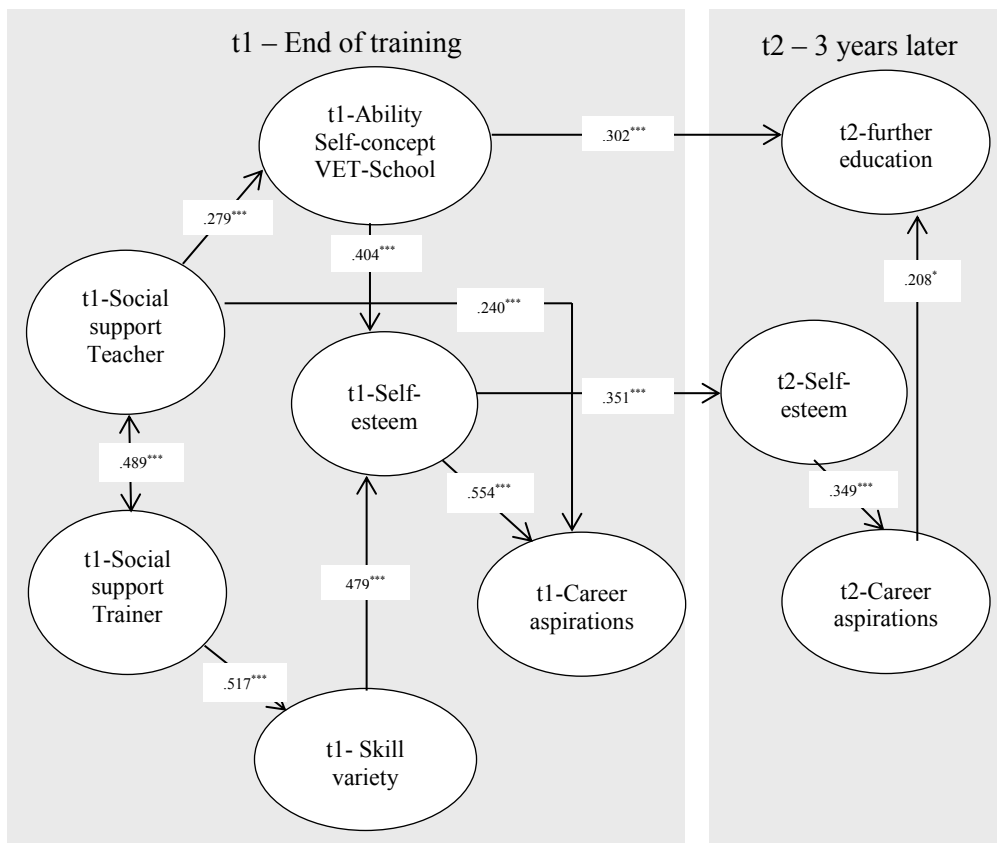 t1 – End of training
t2 – 3 years later
t1-Ability
Self-concept
VET-School
.302***
t2-further
education
.279***
.404***
.208*
t1-Social
support
Teacher
.240***
t1-Self-
esteem
.351***
t2-Self-
esteem
.489***
.554***
.349***
t1-Social
support
Trainer
479***
t1-Career
aspirations
t2-Career
aspirations
.517***
t1- Skill
variety